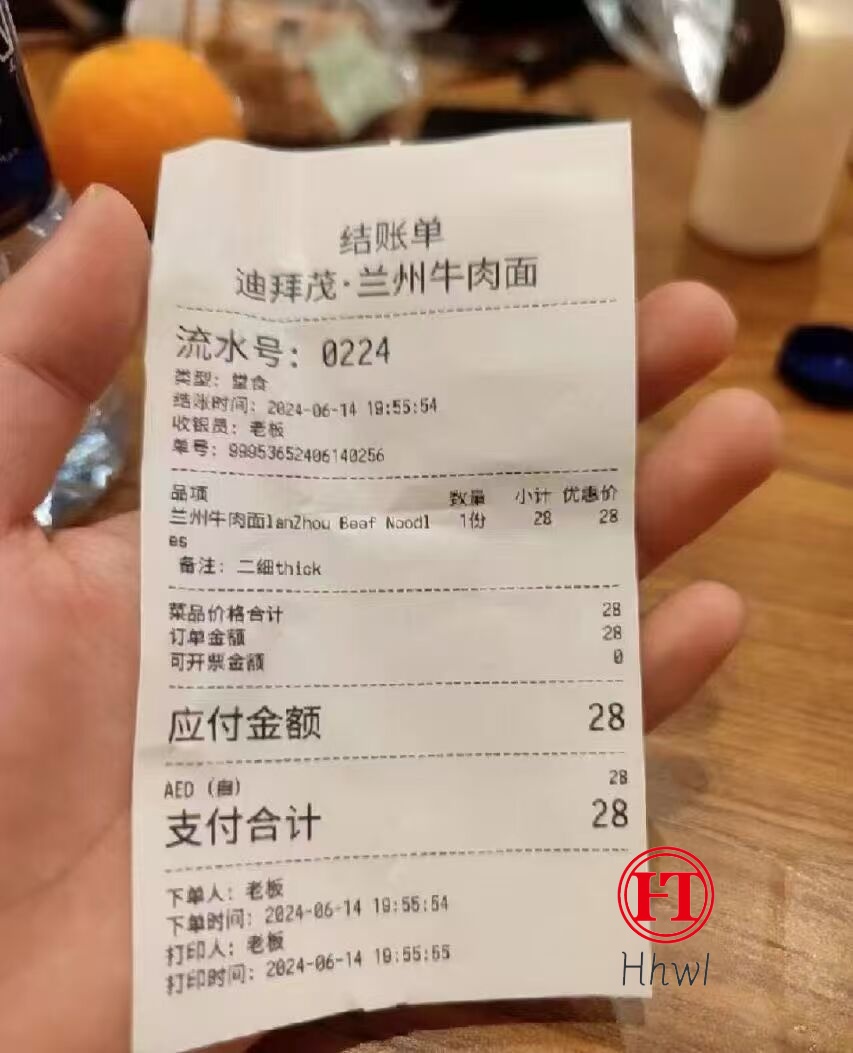 结账单
迪拜茂·兰州牛肉面
流水号：0224
类型：堂食
结账时间：2024-06-14 19:55:54
收银员：老板
单号：99953652406140256
品项 数量 小计 优惠价
兰州牛肉面lanZhou Beef Noodl 1份 28 28
es
备注：二细thick
菜品价格合计 28
订单金额 28
可开票金额 0
应付金额 28
AED（自） 28
支付合计 28
下单人：老板
下单时间：2024-06-14 19:55:54
打印人：老板
打印时间：2024-06-14 19:55:55
HT
Hhwl